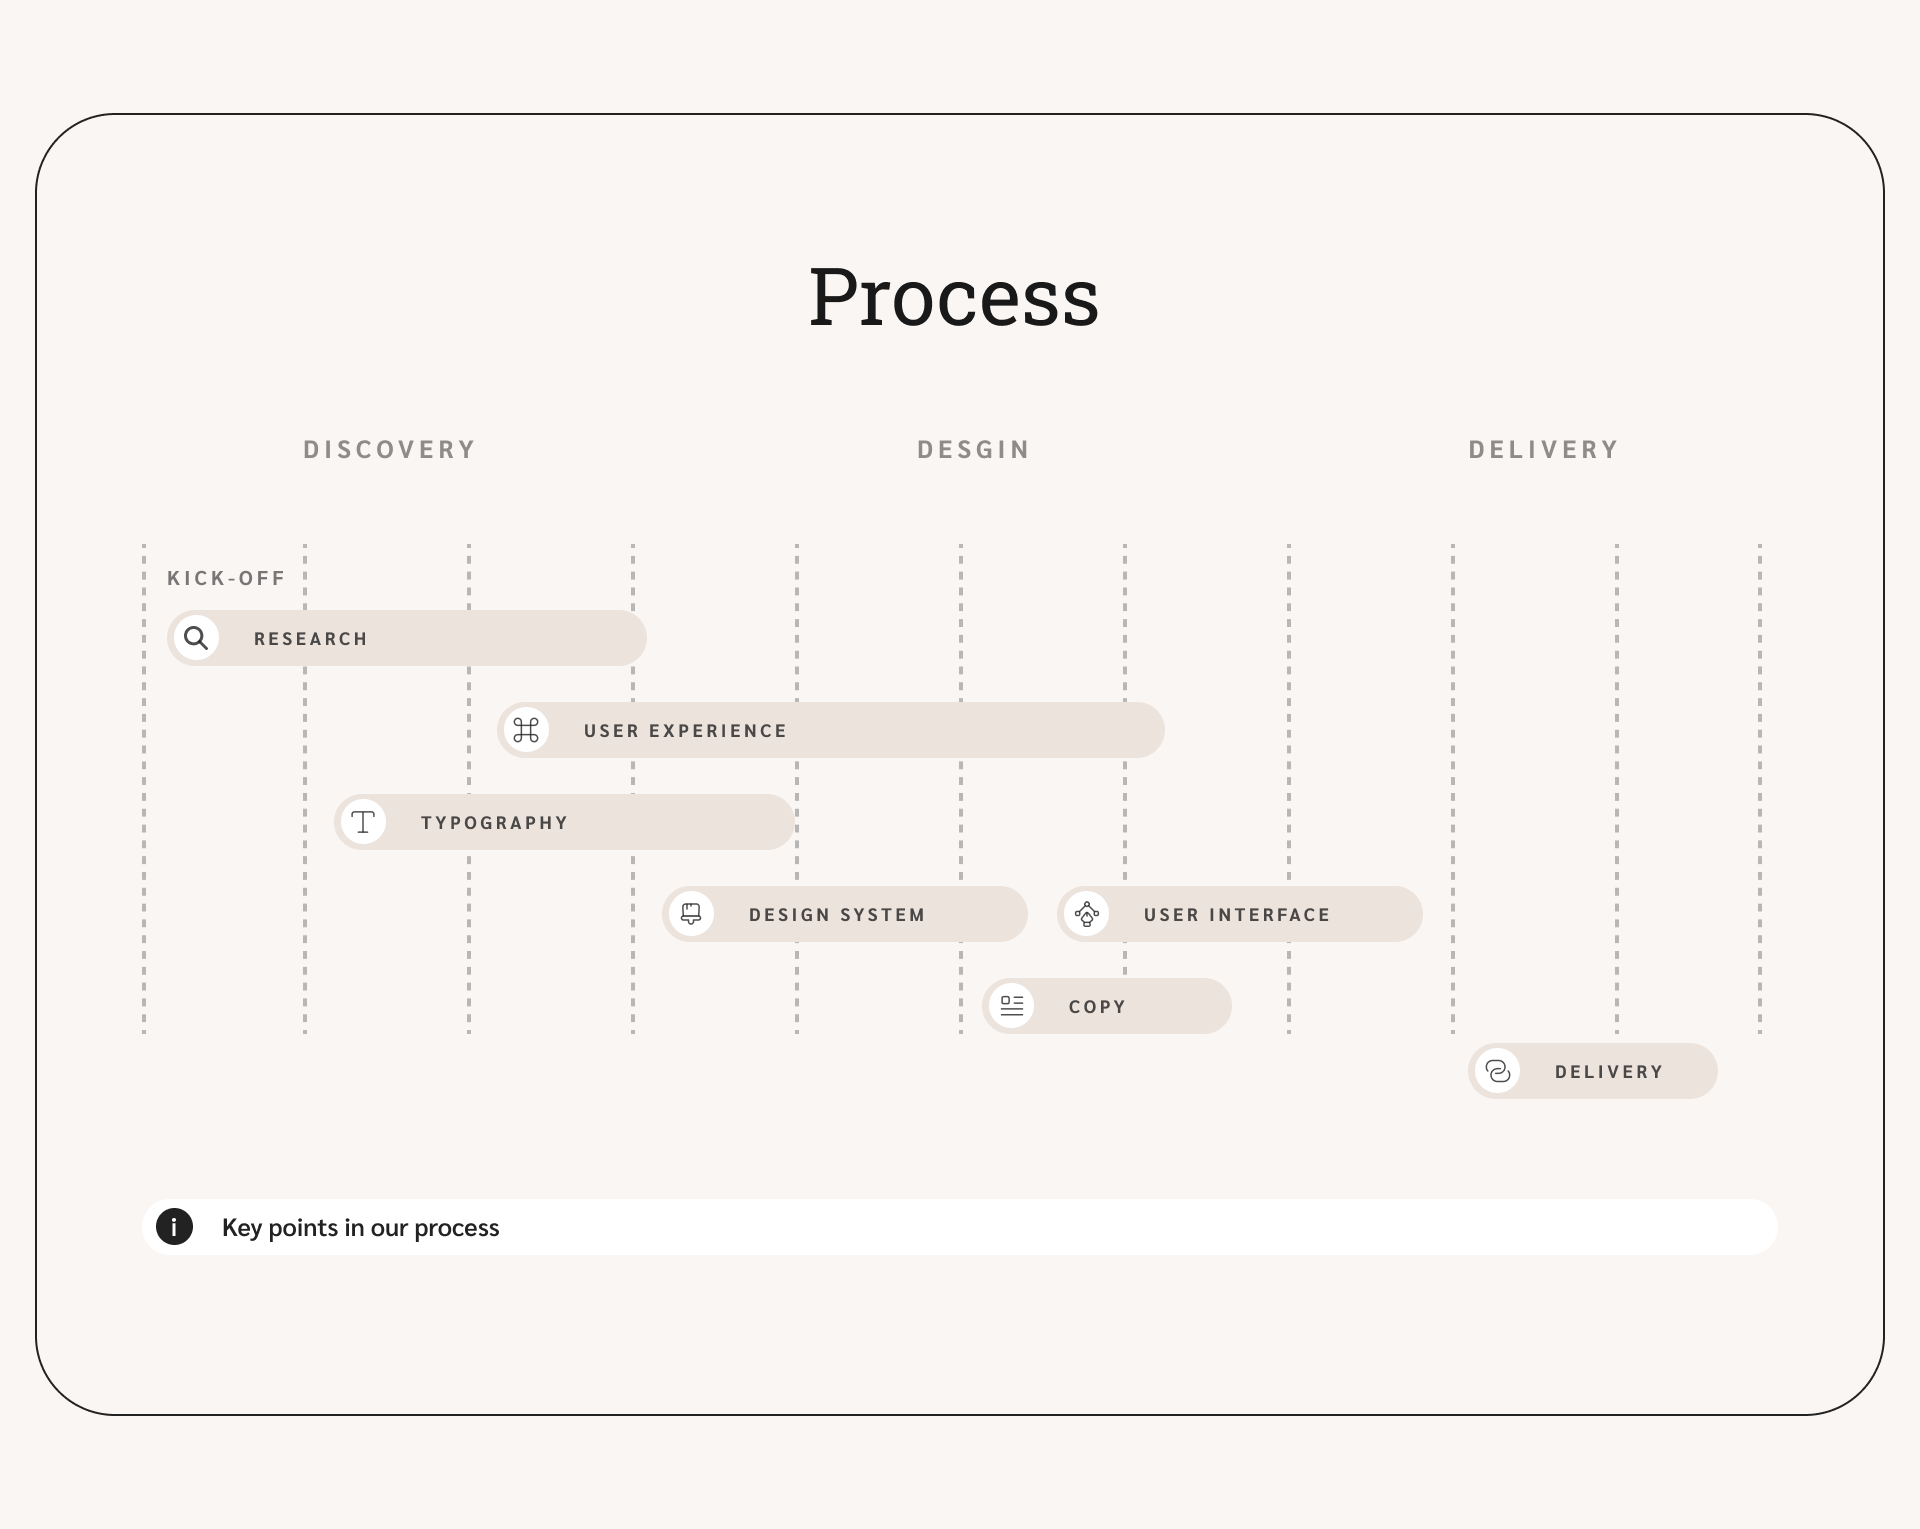 Process
DISCOVERY
DESGIN
DELIVERY
KICK-OFF
RESEARCH
USER EXPERIENCE
TYPOGRAPHY
DESIGN SYSTEM
USER INTERFACE
COPY
DELIVERY
i
Key points in our process